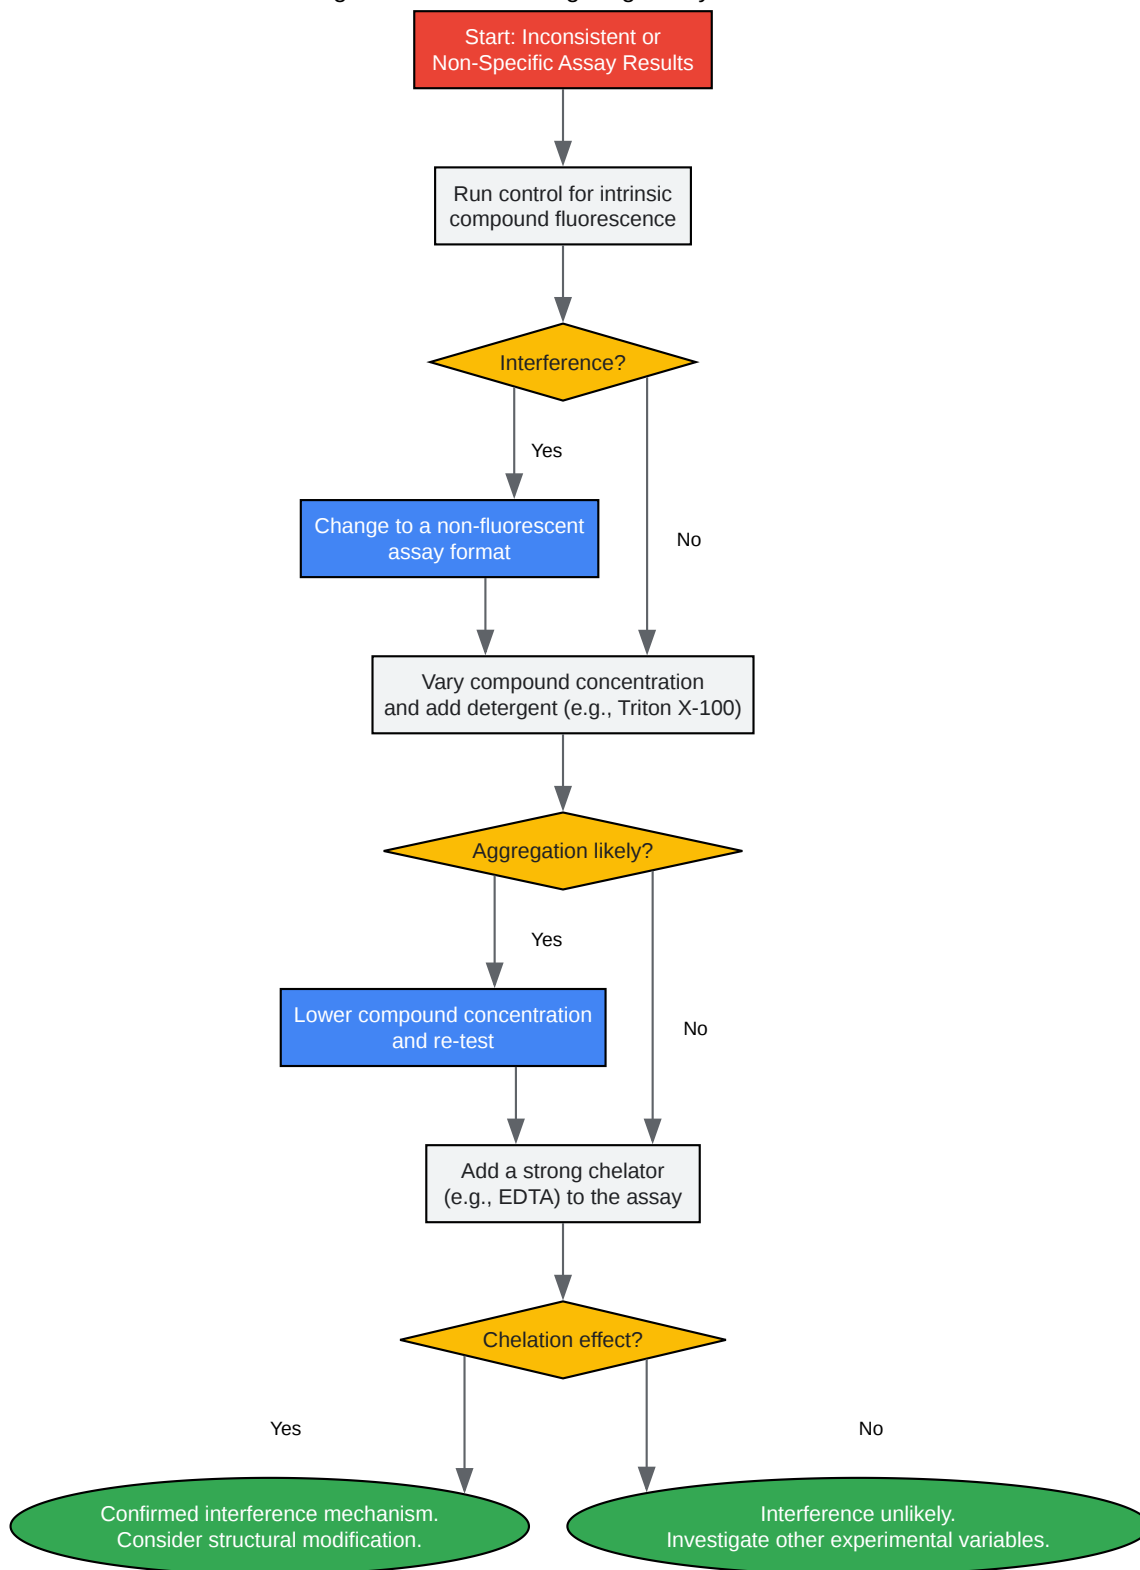 Start: Inconsistent or
Non-Specific Assay Results
Run control for intrinsic
compound fluorescence
Interference?
Yes
Change to a non-fluorescent
assay format
No
Vary compound concentration
and add detergent (e.g., Triton X-100)
Aggregation likely?
Yes
Lower compound concentration
and re-test
No
Add a strong chelator
(e.g., EDTA) to the assay
Chelation effect?
Yes
No
Confirmed interference mechanism.
Consider structural modification.
Interference unlikely.
Investigate other experimental variables.